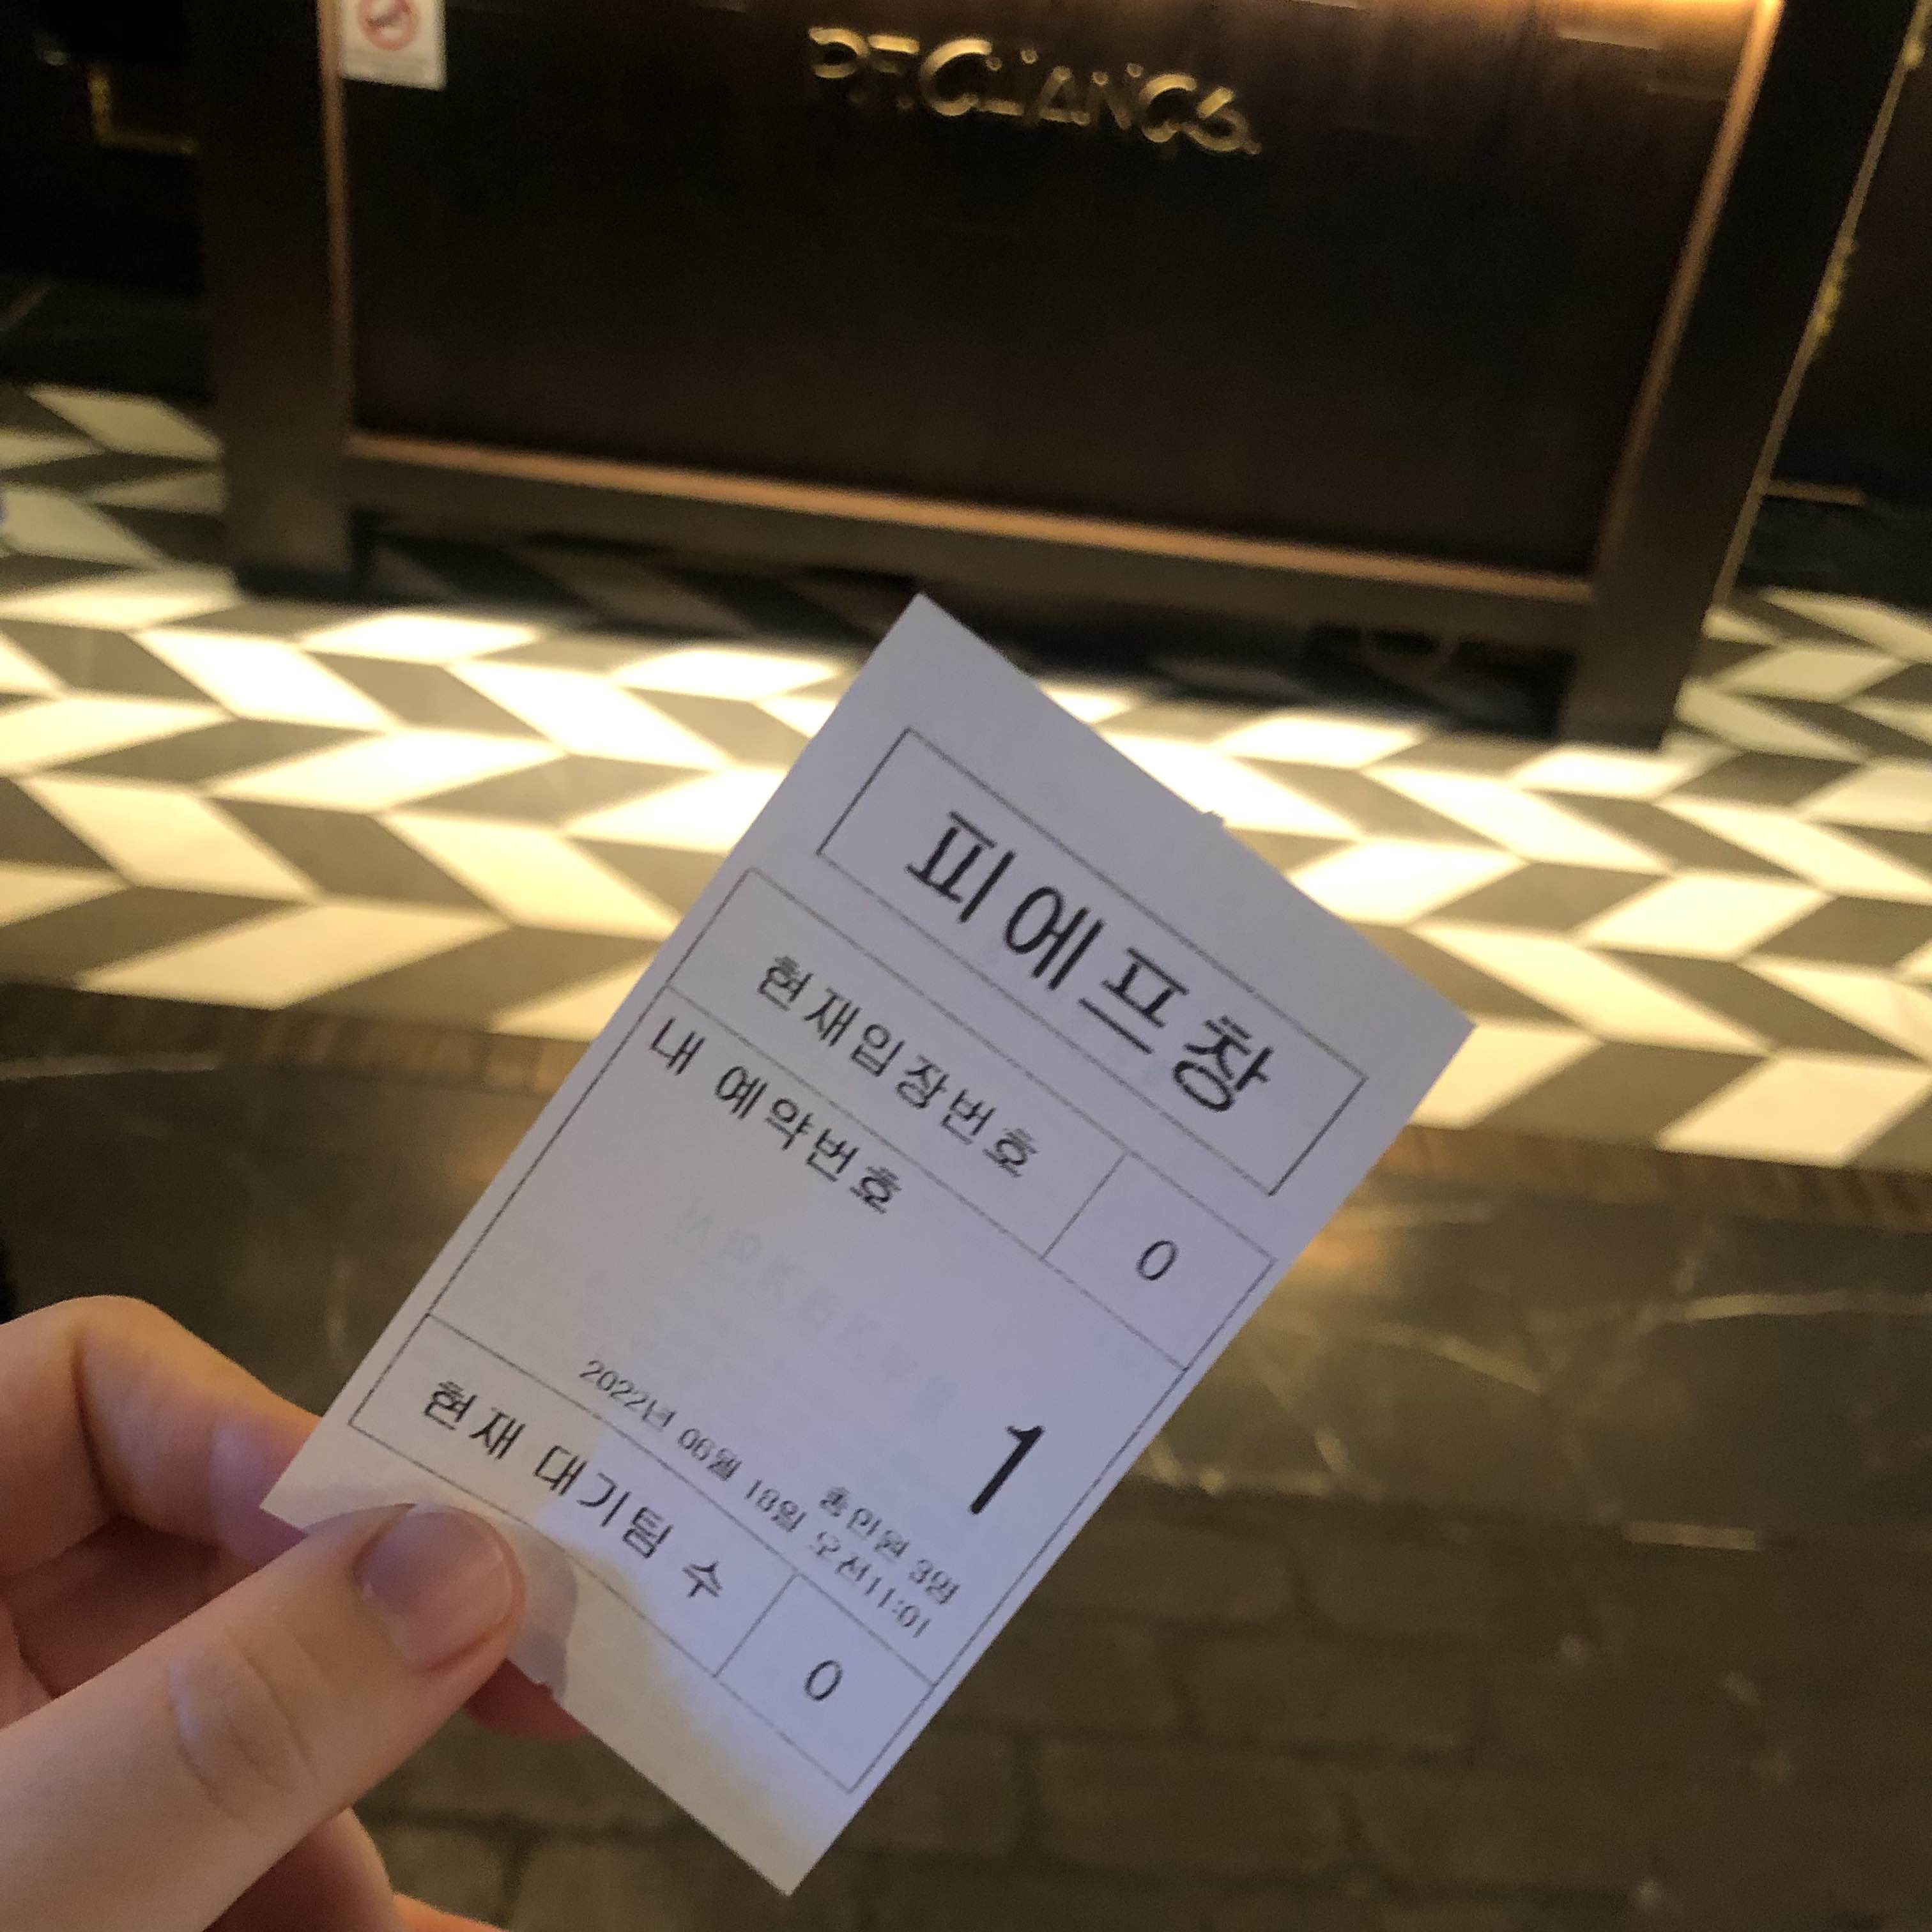 P.F. CHANG'S.
피에프창
현재입장번호 0
내 예약번호
1
총인원 3명
2022년 06월 18일 오전11:01
현재 대기팀 수 0